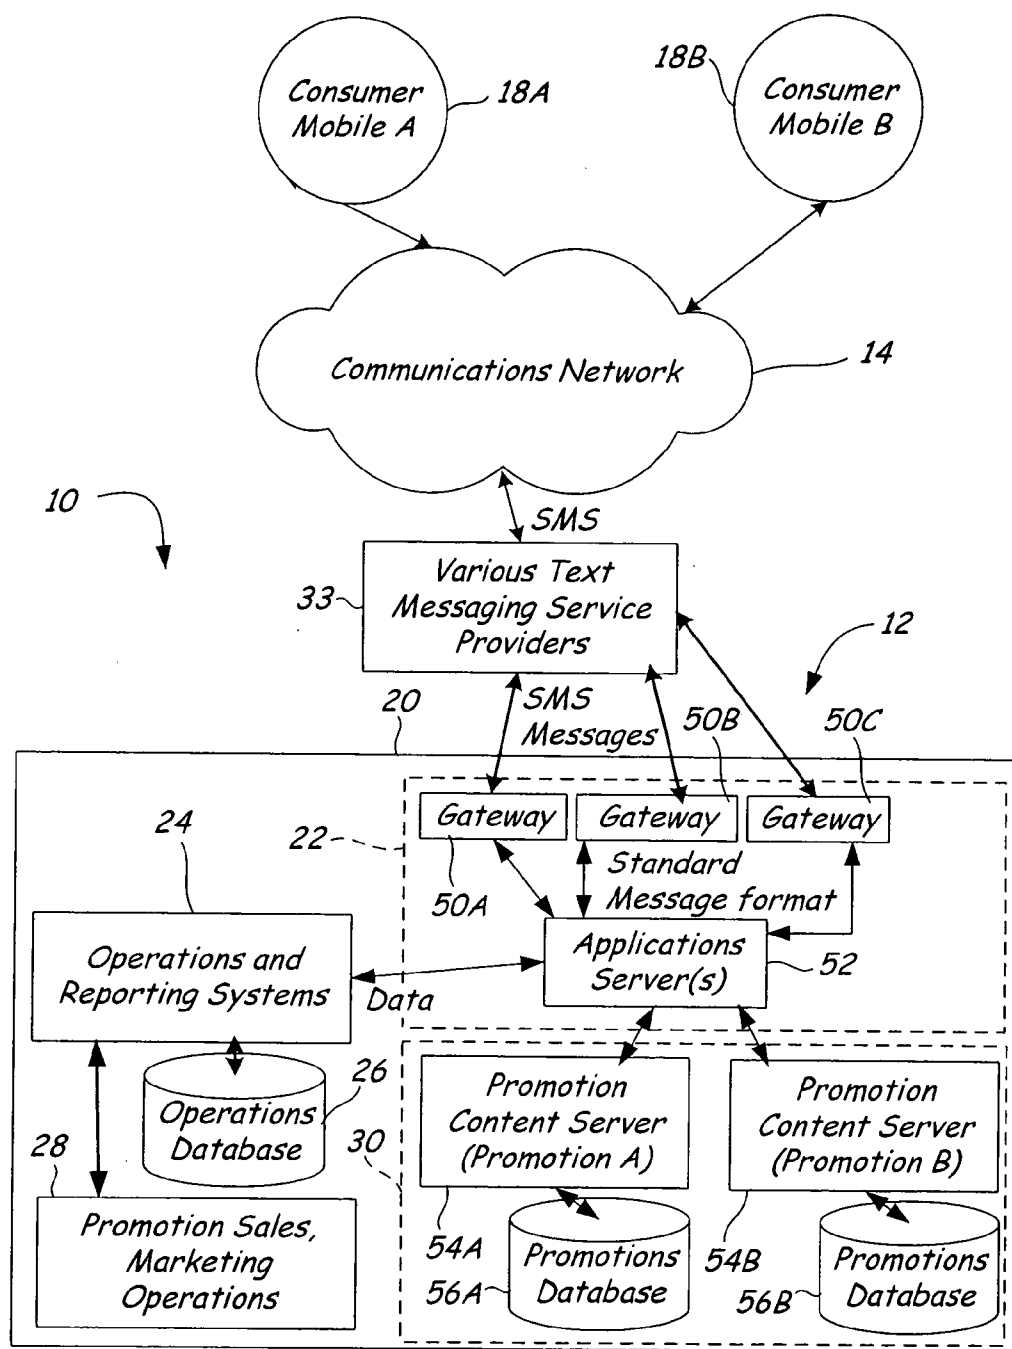 Consumer
Mobile A
18A
18B
Consumer
Mobile B
Communications Network
14
10
SMS
Various Text
Messaging Service
Providers
33
12
20
SMS
Messages
50B
50C
24
22
Gateway
Gateway
Gateway
50A
Standard
Message format
Operations and
Reporting Systems
Data
Applications
Server(s)
52
26
Operations
Database
28
30
Promotion
Content Server
(Promotion A)
Promotion
Content Server
(Promotion B)
Promotion Sales,
Marketing
Operations
54A
54B
56A
Promotions
Database
56B
Promotions
Database